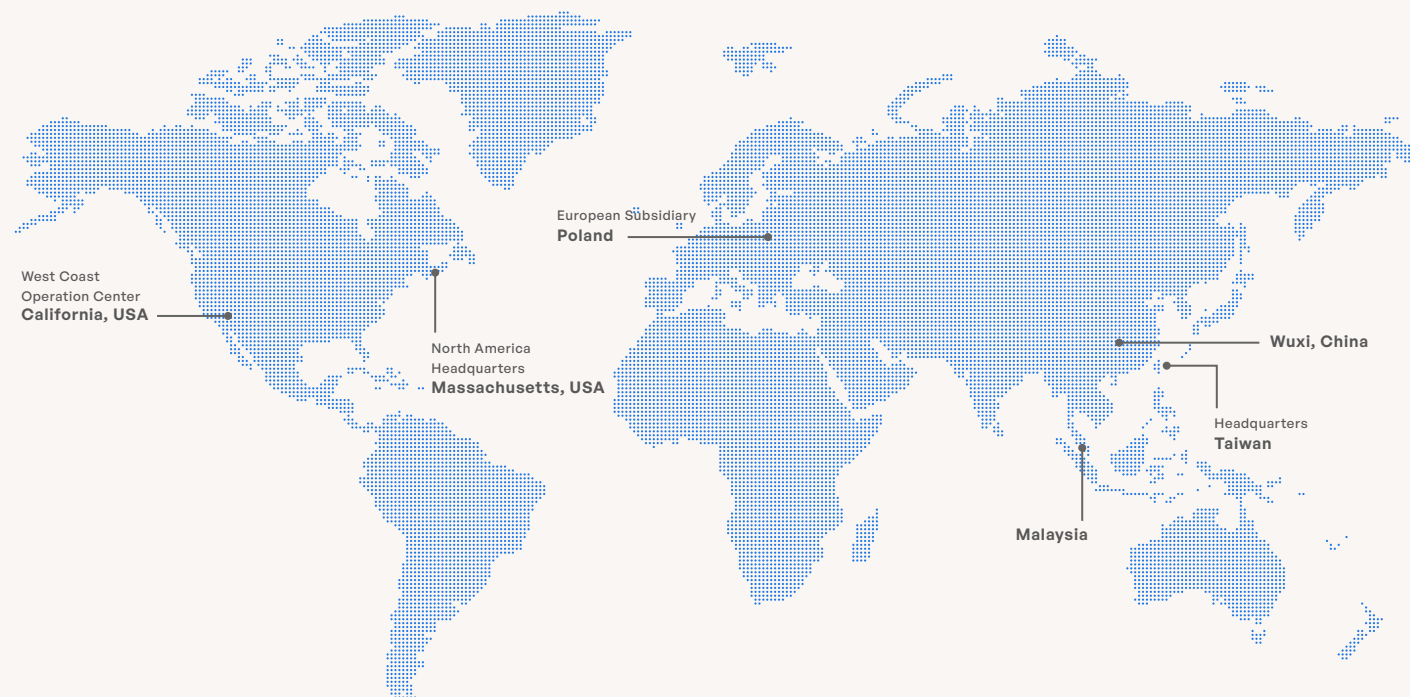 European Subsidiary
Poland
West Coast
Operation Center
California, USA
North America
Headquarters
Massachusetts, USA
Wuxi, China
Headquarters
Taiwan
Malaysia